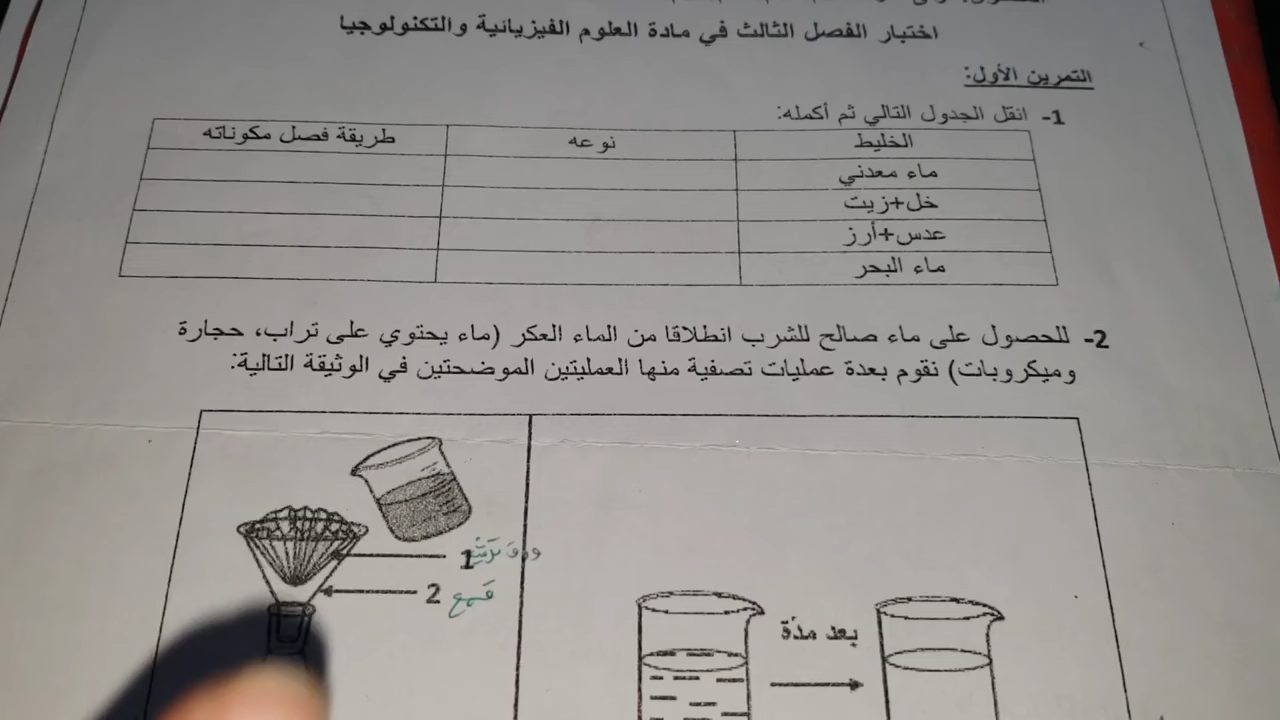 اختبار الفصل الثالث في مادة العلوم الفيزيائية والتكنولوجيا
التمرين الأول:
1- انقل الجدول التالي ثم أكمله:
الخليط نوعه طريقة فصل مكوناته
ماء معدني
خل+زيت
عدس+أرز
ماء البحر
2- للحصول على ماء صالح للشرب انطلاقا من الماء العكر (ماء يحتوي على تراب، حجارة
وميكروبات) نقوم بعدة عمليات تصفية منها العمليتين الموضحتين في الوثيقة التالية:
1 ورق ترشيح
2 قمع
بعد مدّة